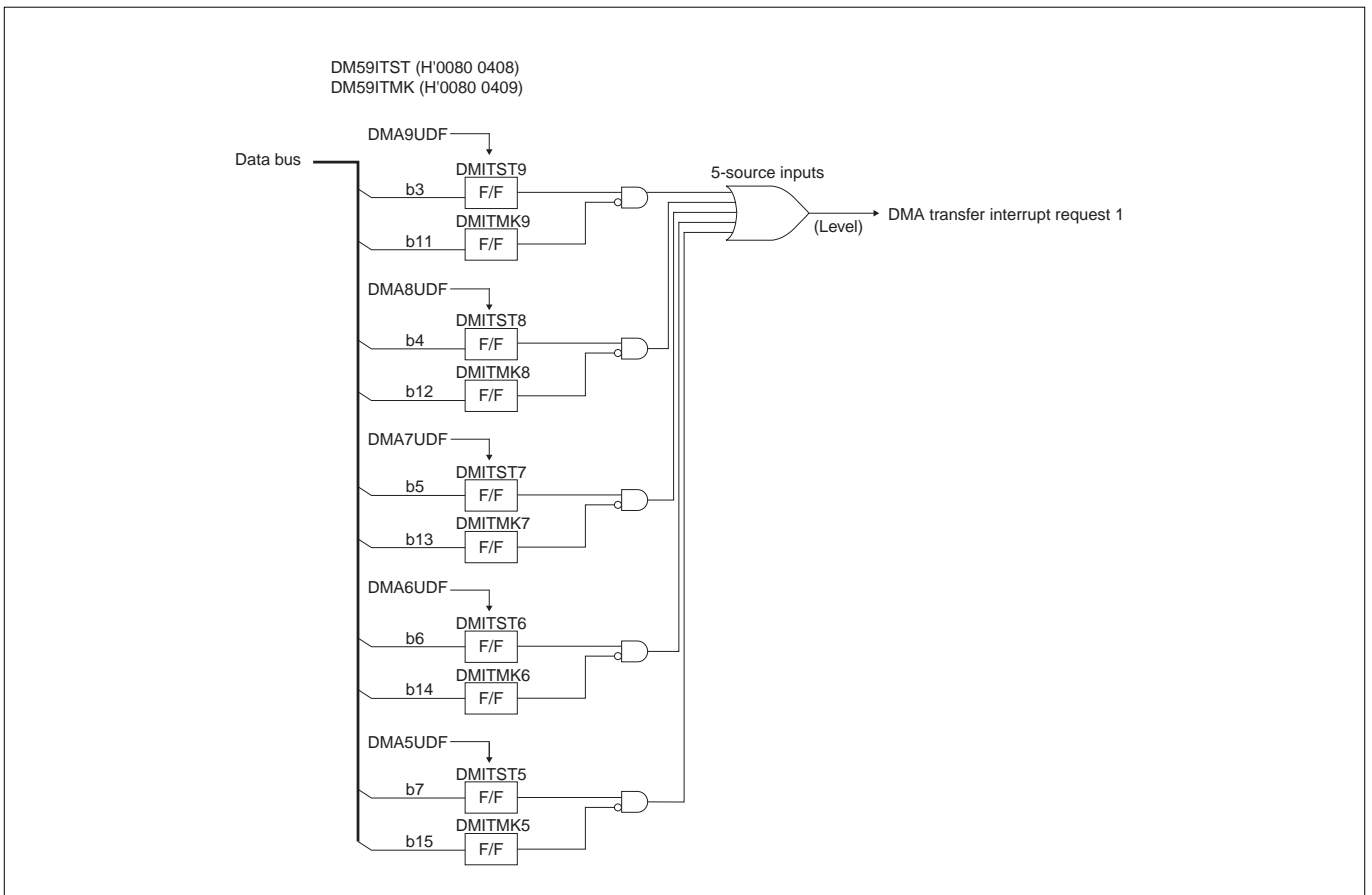 DM59ITST (H'0080 0408)
DM59ITMK (H'0080 0409)
DMA9UDF
Data bus
DMITST9
5-source inputs
b3
F/F
DMITMK9
DMA transfer interrupt request 1
(Level)
b11
F/F
DMA8UDF
DMITST8
b4
F/F
DMITMK8
b12
F/F
DMA7UDF
DMITST7
b5
F/F
DMITMK7
b13
F/F
DMA6UDF
DMITST6
b6
F/F
DMITMK6
b14
F/F
DMA5UDF
DMITST5
b7
F/F
DMITMK5
b15
F/F